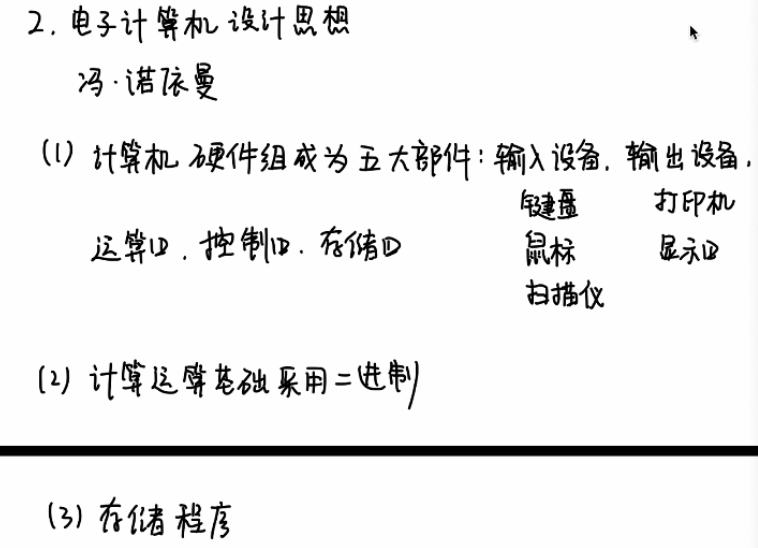 2. 电子计算机设计思想
冯·诺依曼
(1) 计算机硬件组成为五大部件: 输入设备. 输出设备.
键盘 打印机
运算器. 控制器. 存储器 鼠标 显示器
扫描仪
(2) 计算运算基础采用二进制
(3) 存储程序